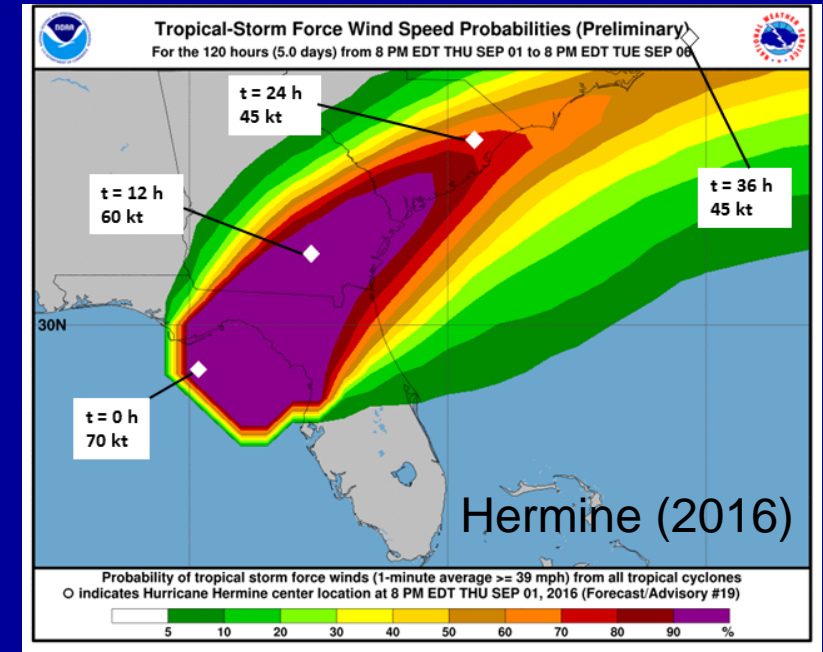 NOAA
NATIONAL WEATHER SERVICE
Tropical-Storm Force Wind Speed Probabilities (Preliminary)
For the 120 hours (5.0 days) from 8 PM EDT THU SEP 01 to 8 PM EDT TUE SEP 06
t = 24 h
45 kt
t = 12 h
60 kt
t = 36 h
45 kt
30N
t = 0 h
70 kt
Hermine (2016)
Probability of tropical storm force winds (1-minute average >= 39 mph) from all tropical cyclones
indicates Hurricane Hermine center location at 8 PM EDT THU SEP 01, 2016 (Forecast/Advisory #19)
5 10 20 30 40 50 60 70 80 90 %